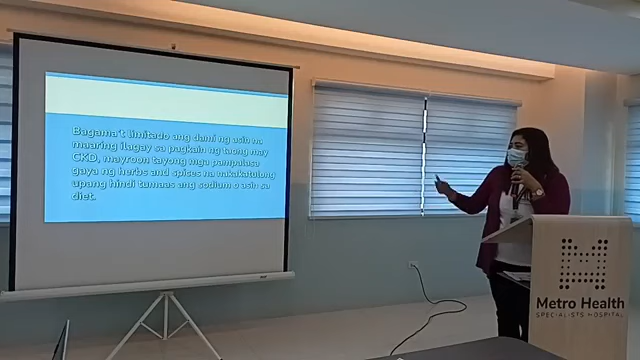 Bagama't limitado ang dami ng asin na
maaring ilagay sa pagkain ng taong may
CKD, mayroon tayong mga pampalasa
gaya ng herbs and spices na nakakatulong
upang hindi tumaas ang sodium o asin sa
diet.
Metro Health
SPECIALISTS HOSPITAL